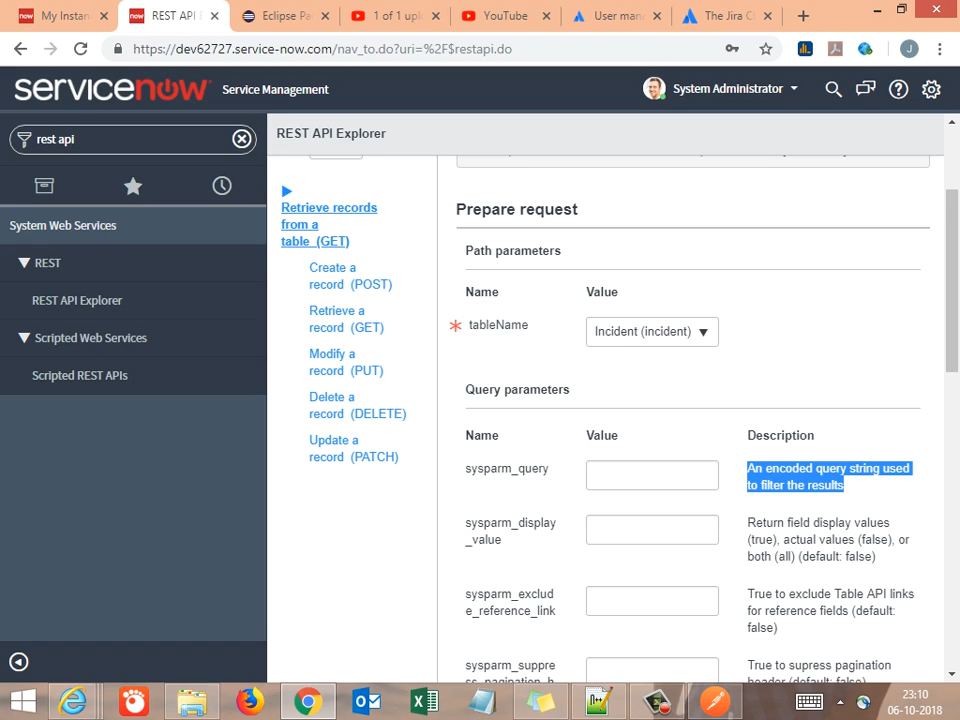 My Instan
REST API E
Eclipse Pa
1 of 1 upl
YouTube
User man
The Jira C
https://dev62727.service-now.com/nav_to.do?uri=%2F$restapi.do
J
servicenow
Service Management
System Administrator
rest api
REST API Explorer
System Web Services
REST
REST API Explorer
Scripted Web Services
Scripted REST APIs
Retrieve records
from a
table (GET)
Create a
record (POST)
Retrieve a
record (GET)
Modify a
record (PUT)
Delete a
record (DELETE)
Update a
record (PATCH)
Prepare request
Path parameters
Name Value
* tableName Incident (incident)
Query parameters
Name Value Description
sysparm_query
An encoded query string used
to filter the results
sysparm_display
_value
Return field display values
(true), actual values (false), or
both (all) (default: false)
sysparm_exclud
e_reference_link
True to exclude Table API links
for reference fields (default:
false)
sysparm_suppre
ss_pagination_h
True to supress pagination
header (default: false)
23:10
06-10-2018